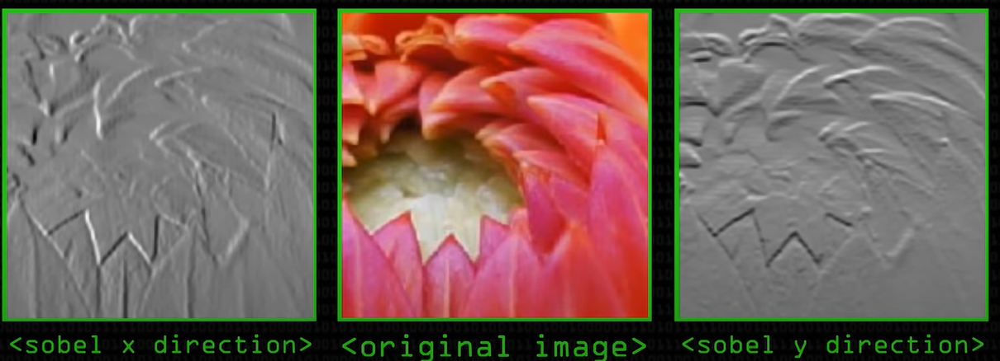 <sobel x direction>
<original image>
<sobel y direction>